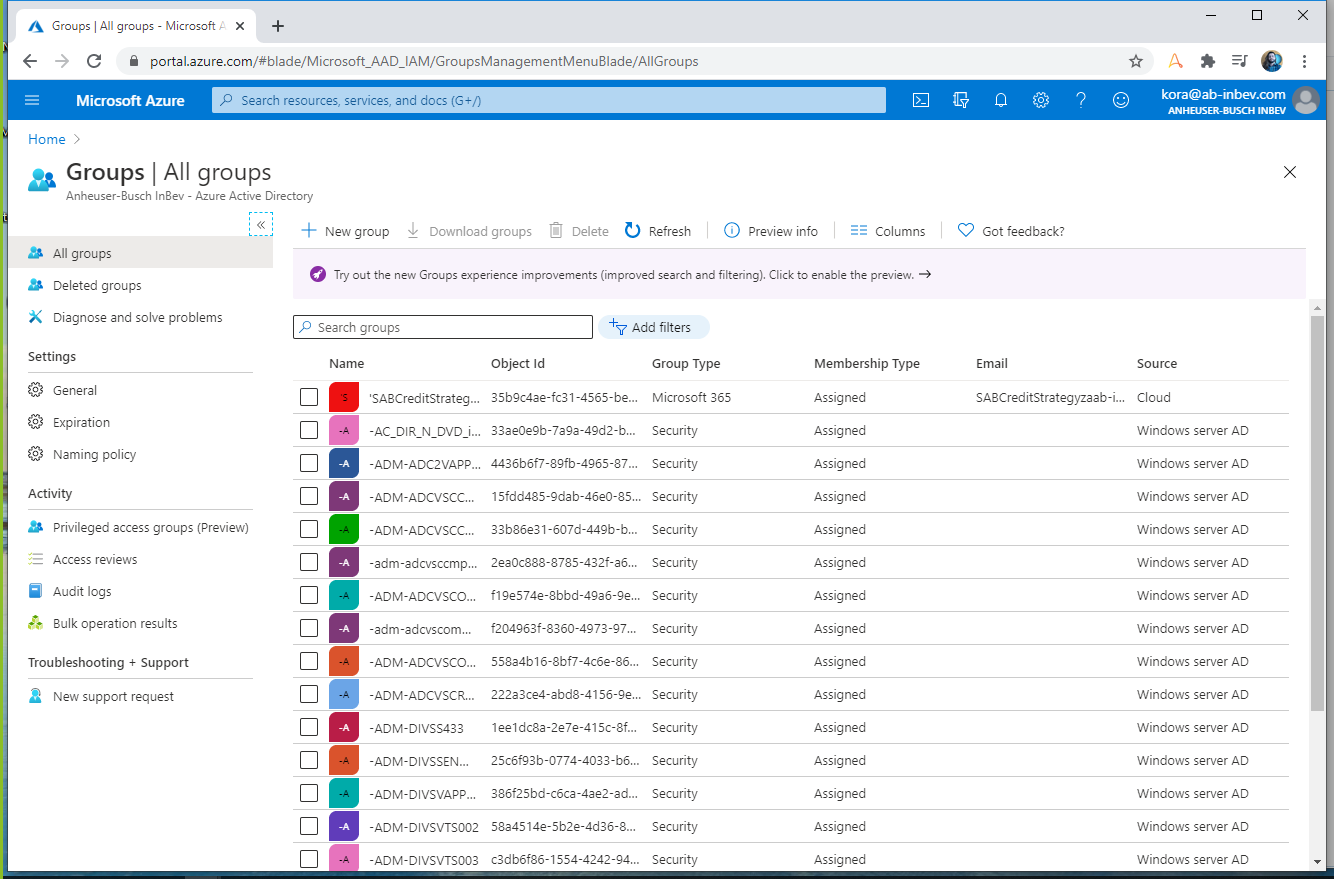 Groups | All groups - Microsoft A
portal.azure.com/#blade/Microsoft_AAD_IAM/GroupsManagementMenuBlade/AllGroups
Microsoft Azure
Search resources, services, and docs (G+/)
kora@ab-inbev.com
ANHEUSER-BUSCH INBEV
Home
Groups | All groups
Anheuser-Busch InBev - Azure Active Directory
All groups
Deleted groups
Diagnose and solve problems
Settings
General
Expiration
Naming policy
Activity
Privileged access groups (Preview)
Access reviews
Audit logs
Bulk operation results
Troubleshooting + Support
New support request
New group Download groups Delete Refresh Preview info Columns Got feedback?
Try out the new Groups experience improvements (improved search and filtering). Click to enable the preview. →
Search groups Add filters
Name Object Id Group Type Membership Type Email Source
'S 'SABCreditStrateg... 35b9c4ae-fc31-4565-be... Microsoft 365 Assigned SABCreditStrategyzaab-i... Cloud
-A -AC_DIR_N_DVD_i... 33ae0e9b-7a9a-49d2-b... Security Assigned Windows server AD
-A -ADM-ADC2VAPP... 4436b6f7-89fb-4965-87... Security Assigned Windows server AD
-A -ADM-ADCVSCC... 15fdd485-9dab-46e0-85... Security Assigned Windows server AD
-A -ADM-ADCVSCC... 33b86e31-607d-449b-b... Security Assigned Windows server AD
-A -adm-adcvsccmp... 2ea0c888-8785-432f-a6... Security Assigned Windows server AD
-A -ADM-ADCVSCO... f19e574e-8bbd-49a6-9e... Security Assigned Windows server AD
-A -adm-adcvscom... f204963f-8360-4973-97... Security Assigned Windows server AD
-A -ADM-ADCVSCO... 558a4b16-8bf7-4c6e-86... Security Assigned Windows server AD
-A -ADM-ADCVSCR... 222a3ce4-abd8-4156-9e... Security Assigned Windows server AD
-A -ADM-DIVSS433 1ee1dc8a-2e7e-415c-8f... Security Assigned Windows server AD
-A -ADM-DIVSSEN... 25c6f93b-0774-4033-b6... Security Assigned Windows server AD
-A -ADM-DIVSVAPP... 386f25bd-c6ca-4ae2-ad... Security Assigned Windows server AD
-A -ADM-DIVSVTS002 58a4514e-5b2e-4d36-8... Security Assigned Windows server AD
-A -ADM-DIVSVTS003 c3db6f86-1554-4242-94... Security Assigned Windows server AD